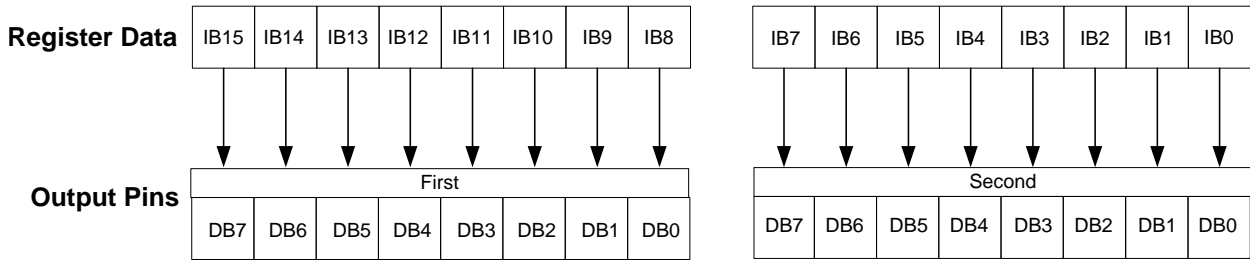 Register Data IB15 IB14 IB13 IB12 IB11 IB10 IB9 IB8 IB7 IB6 IB5 IB4 IB3 IB2 IB1 IB0
First Second
Output Pins
DB7 DB6 DB5 DB4 DB3 DB2 DB1 DB0 DB7 DB6 DB5 DB4 DB3 DB2 DB1 DB0